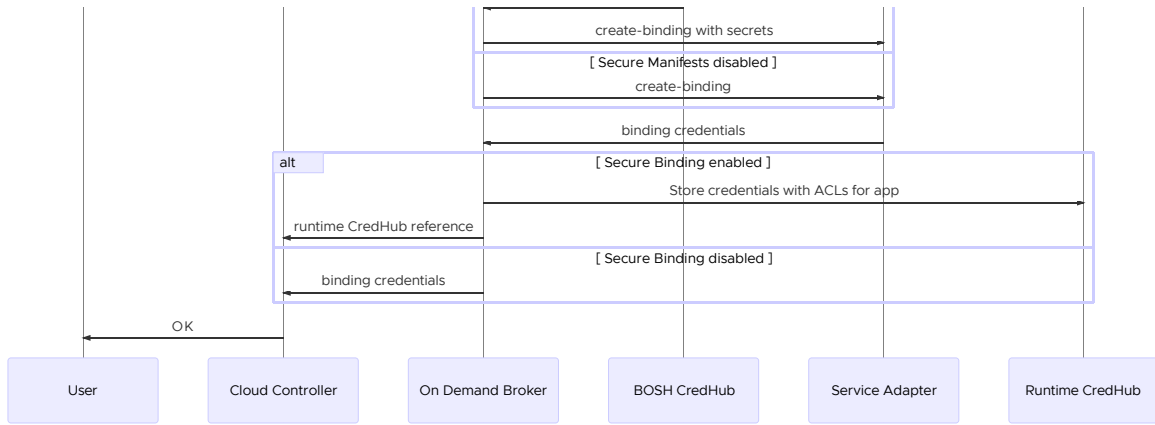 create-binding with secrets
[ Secure Manifests disabled ]
create-binding
binding credentials
alt
[ Secure Binding enabled ]
Store credentials with ACLs for app
runtime CredHub reference
[ Secure Binding disabled ]
binding credentials
OK
User
Cloud Controller
On Demand Broker
BOSH CredHub
Service Adapter
Runtime CredHub